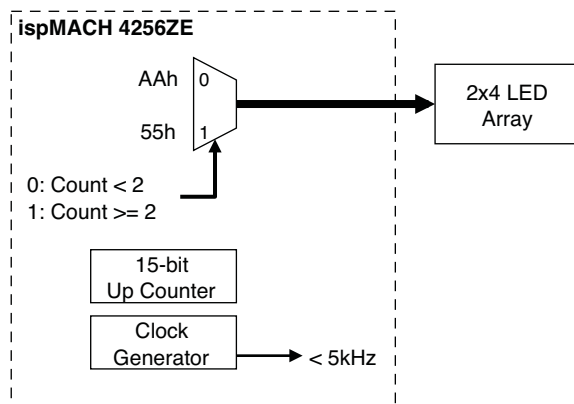 ispMACH 4256ZE
AAh
0
55h
1
2x4 LED
Array
0: Count < 2
1: Count >= 2
15-bit
Up Counter
Clock
Generator
< 5kHz